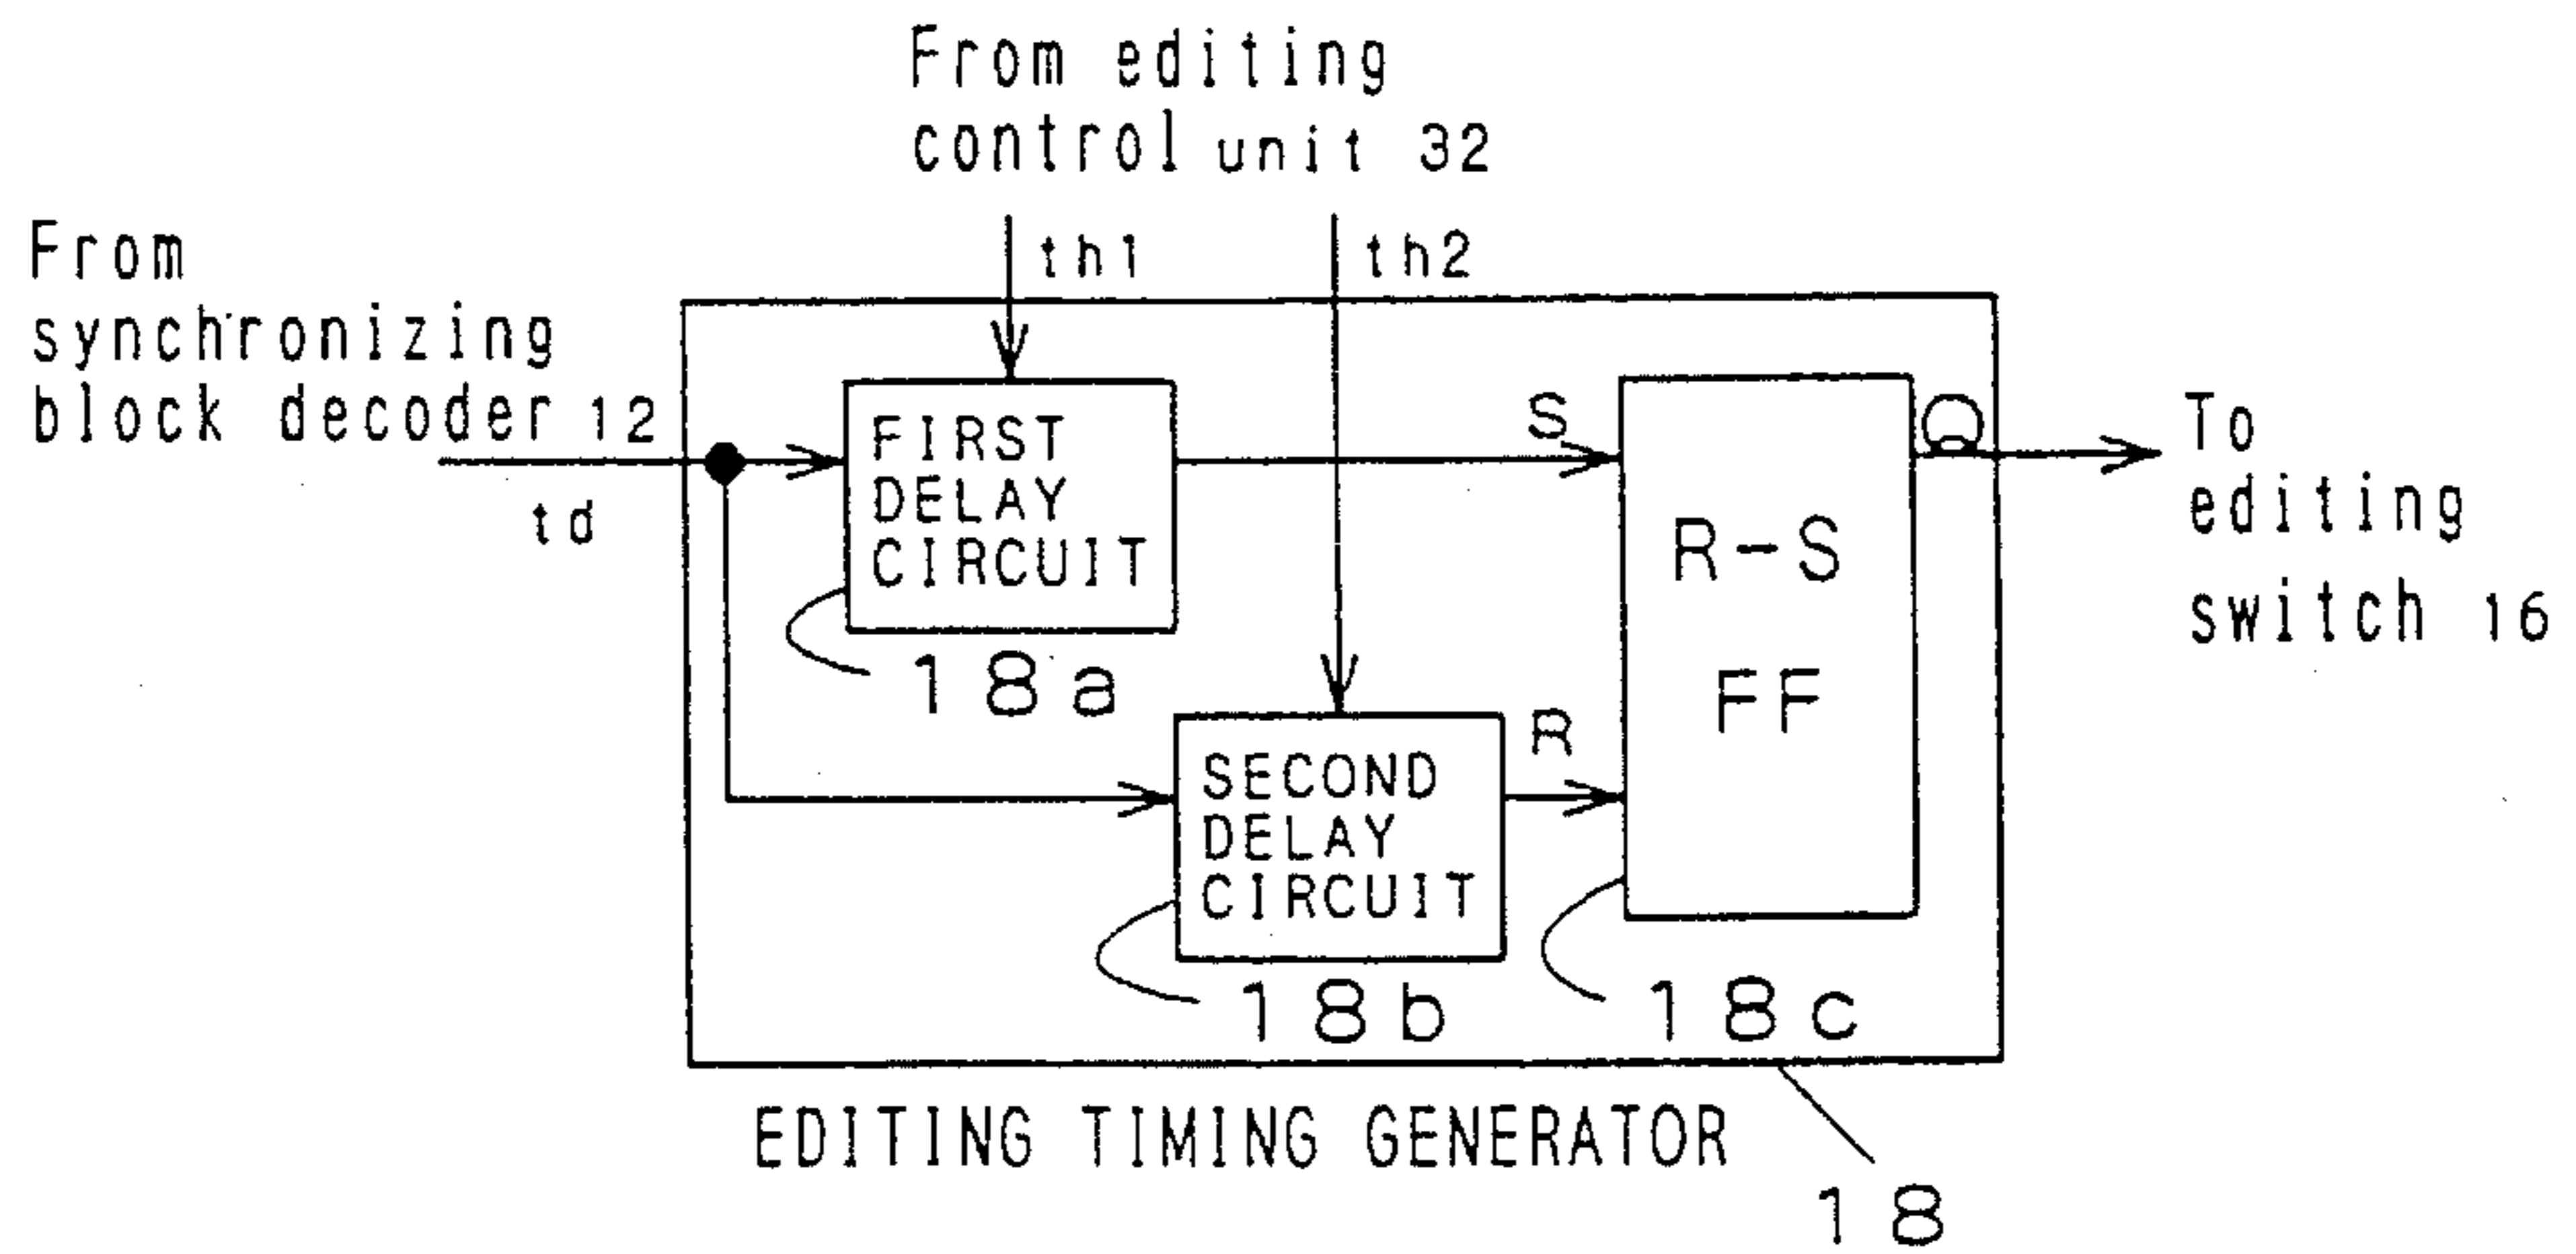 From editing
control unit 32
From
synchronizing
block decoder 12
th1
th2
td
FIRST
DELAY
CIRCUIT
18a
S
R-S
FF
Q
To
editing
switch 16
SECOND
DELAY
CIRCUIT
18b
R
18c
EDITING TIMING GENERATOR
18